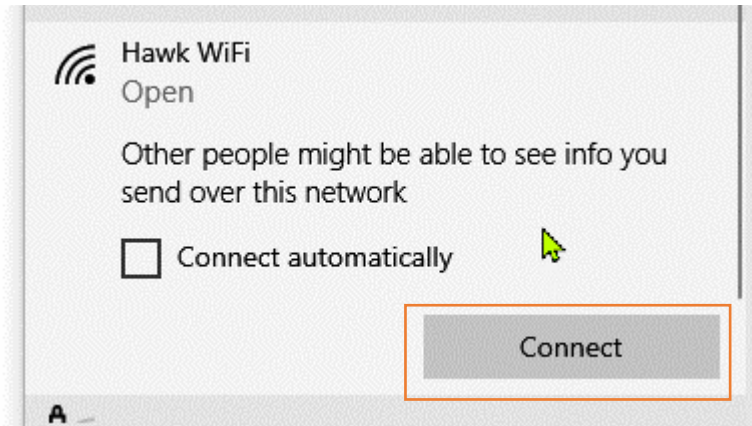 Hawk WiFi
Open
Other people might be able to see info you
send over this network
Connect automatically
Connect